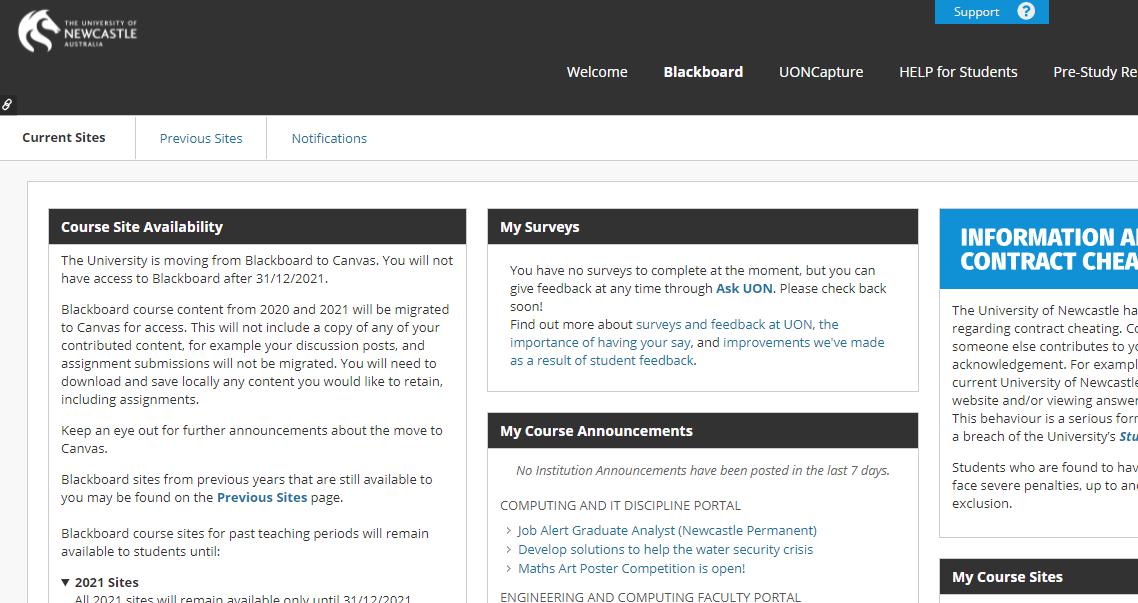 THE UNIVERSITY OF
NEWCASTLE
AUSTRALIA
Support ?
Welcome Blackboard UONCapture HELP for Students Pre-Study Re
Current Sites Previous Sites Notifications
Course Site Availability
The University is moving from Blackboard to Canvas. You will not
have access to Blackboard after 31/12/2021.
Blackboard course content from 2020 and 2021 will be migrated
to Canvas for access. This will not include a copy of any of your
contributed content, for example your discussion posts, and
assignment submissions will not be migrated. You will need to
download and save locally any content you would like to retain,
including assignments.
Keep an eye out for further announcements about the move to
Canvas.
Blackboard sites from previous years that are still available to
you may be found on the Previous Sites page.
Blackboard course sites for past teaching periods will remain
available to students until:
▼ 2021 Sites
All 2021 sites will remain available only until 31/12/2021
My Surveys
You have no surveys to complete at the moment, but you can
give feedback at any time through Ask UON. Please check back
soon!
Find out more about surveys and feedback at UON, the
importance of having your say, and improvements we've made
as a result of student feedback.
My Course Announcements
No Institution Announcements have been posted in the last 7 days.
COMPUTING AND IT DISCIPLINE PORTAL
> Job Alert Graduate Analyst (Newcastle Permanent)
> Develop solutions to help the water security crisis
> Maths Art Poster Competition is open!
ENGINEERING AND COMPUTING FACULTY PORTAL
INFORMATION A
CONTRACT CHEA
The University of Newcastle ha
regarding contract cheating. Co
someone else contributes to yo
acknowledgement. For exampl
current University of Newcastle
website and/or viewing answer
This behaviour is a serious for
a breach of the University's Stu
Students who are found to hav
face severe penalties, up to an
exclusion.
My Course Sites